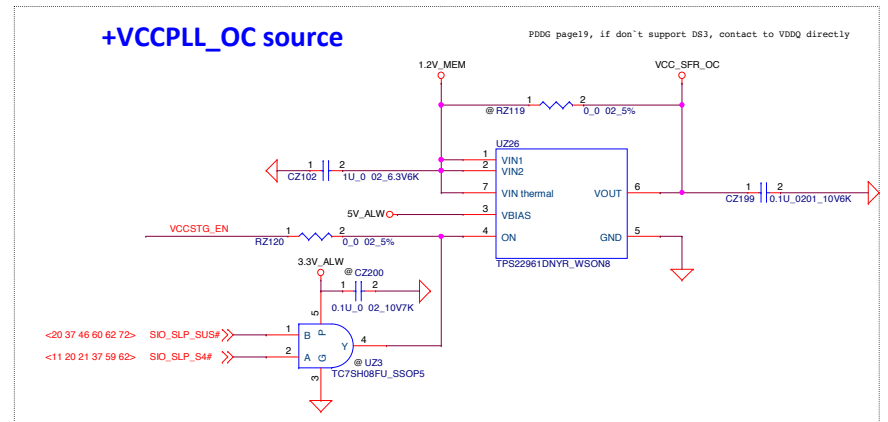 +VCCPLL_OC source
PDDG page19, if don`t support DS3, contact to VDDQ directly
1.2V_MEM
VCC_SFR_OC
1 2
@ RZ119 0_0 02_5%
UZ26
1 VIN1
2 VIN2
7 VIN thermal
VOUT 6
3 VBIAS
4 ON
GND 5
TPS22961DNYR_WSON8
1 2
CZ102 1U_0 02_6.3V6K
1 2
CZ199 0.1U_0201_10V6K
5V_ALW
VCCSTG_EN
1 2
RZ120 0_0 02_5%
3.3V_ALW
@ CZ200
1 2
0.1U_0 02_10V7K
5
<20 37 46 60 62 72> SIO_SLP_SUS# 1 B P
Y 4
<11 20 21 37 59 62> SIO_SLP_S4# 2 A G
3
@ UZ3
TC7SH08FU_SSOP5